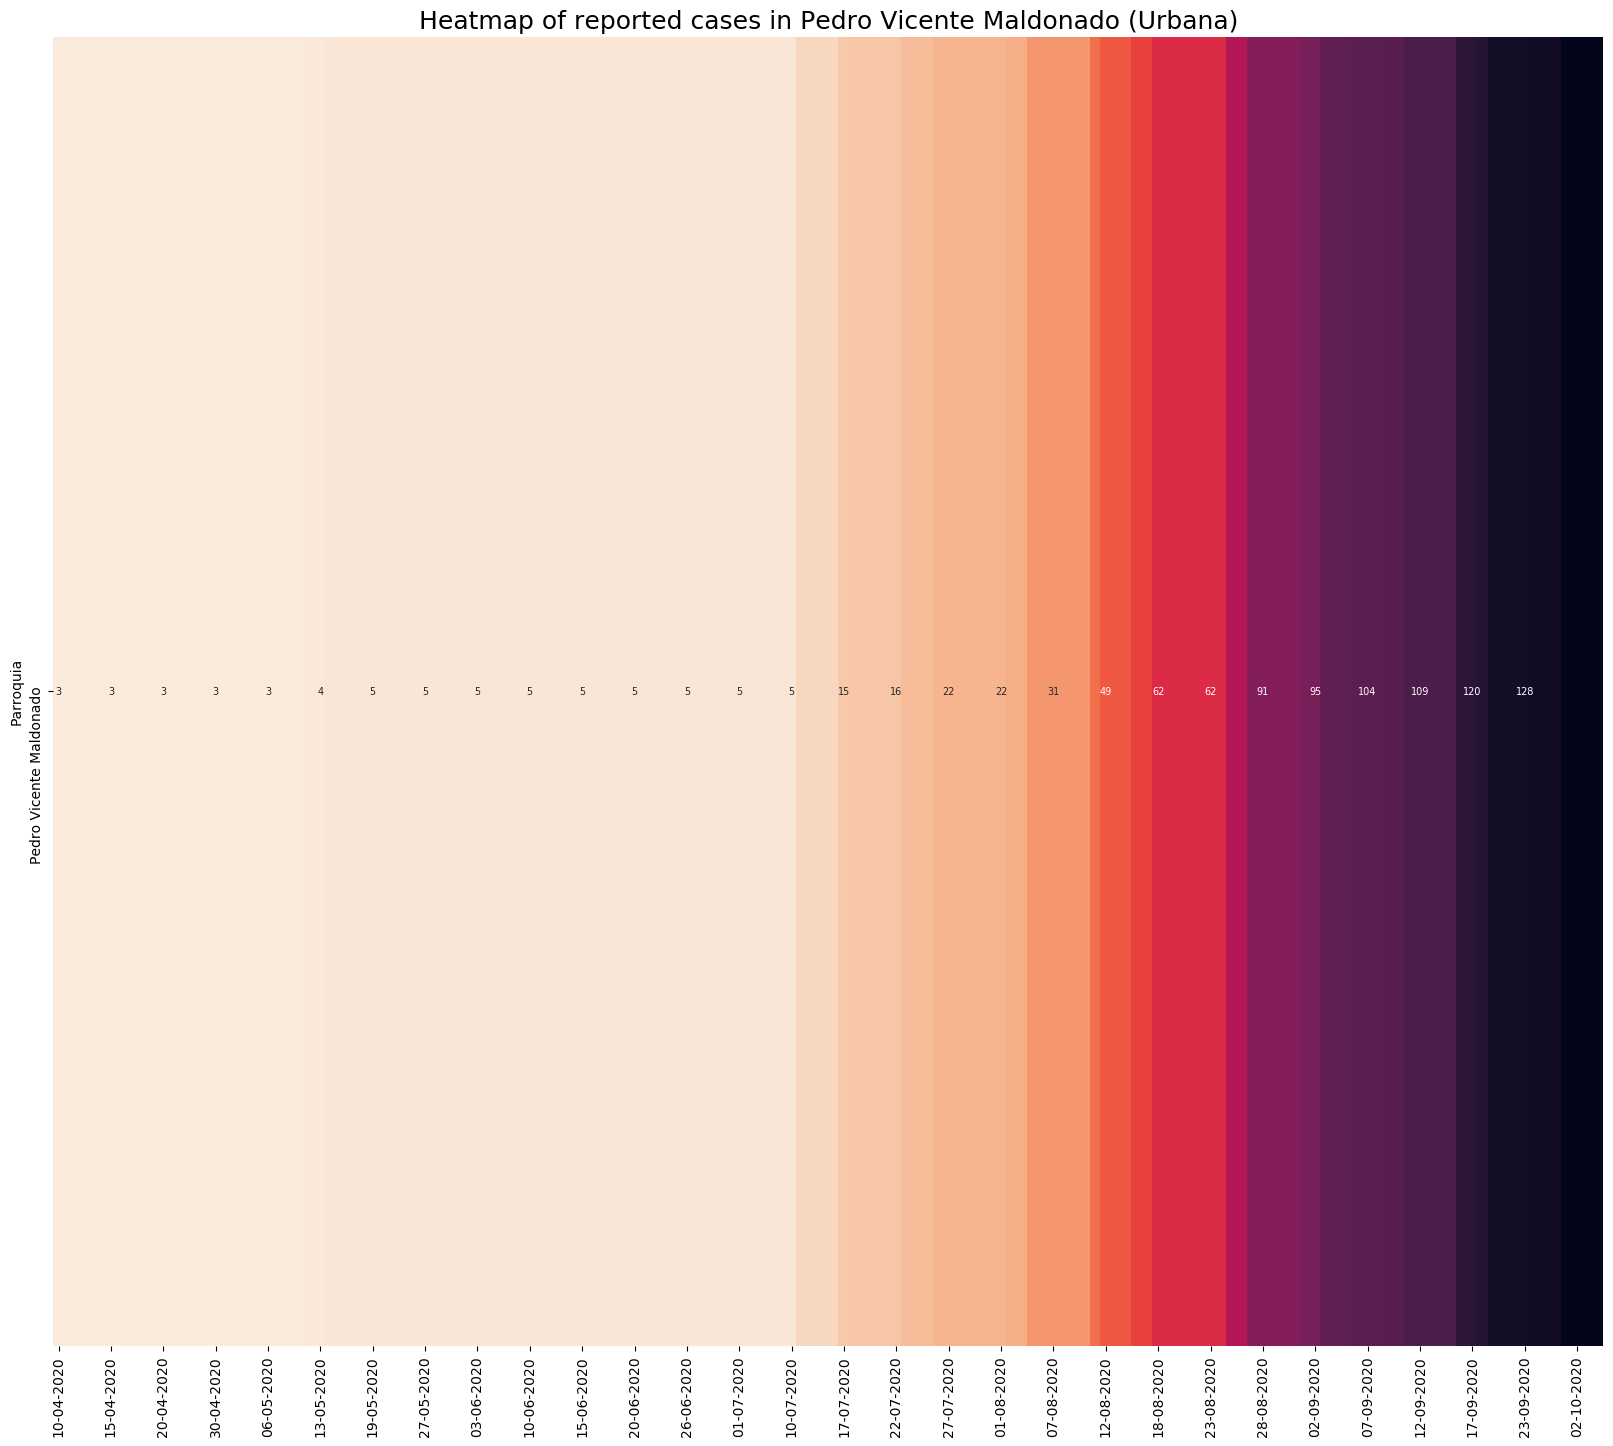 Heatmap of reported cases in Pedro Vicente Maldonado (Urbana)
Parroquia
Pedro Vicente Maldonado
3 3 3 3 3 4 5 5 5 5 5 5 5 5 5 15 16 22 22 31 49 62 62 91 95 104 109 120 128
10-04-2020 15-04-2020 20-04-2020 30-04-2020 06-05-2020 13-05-2020 19-05-2020 27-05-2020 03-06-2020 10-06-2020 15-06-2020 20-06-2020 26-06-2020 01-07-2020 10-07-2020 17-07-2020 22-07-2020 27-07-2020 01-08-2020 07-08-2020 12-08-2020 18-08-2020 23-08-2020 28-08-2020 02-09-2020 07-09-2020 12-09-2020 17-09-2020 23-09-2020 02-10-2020